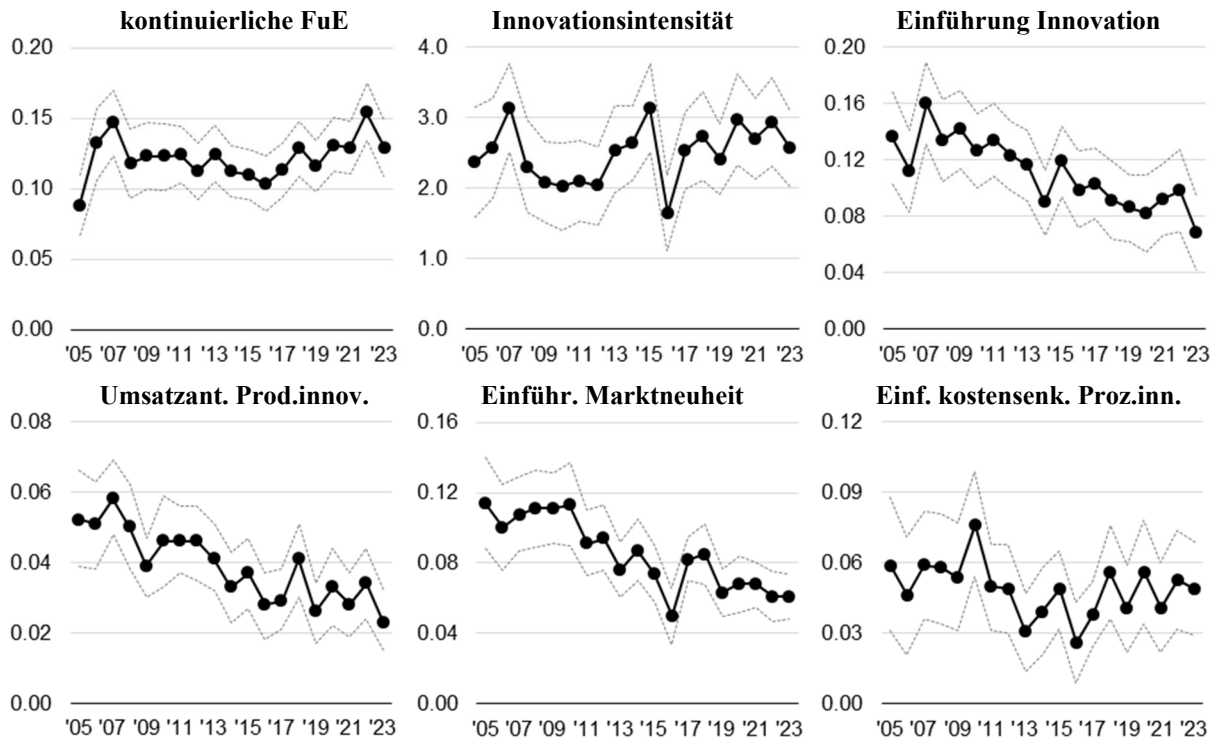 kontinuierliche FuE
0.20
0.15
0.10
0.05
0.00
'05 '07 '09 '11 '13 '15 '17 '19 '21 '23
Innovationsintensität
4.0
3.0
2.0
1.0
0.0
'05 '07 '09 '11 '13 '15 '17 '19 '21 '23
Einführung Innovation
0.20
0.16
0.12
0.08
0.04
0.00
'05 '07 '09 '11 '13 '15 '17 '19 '21 '23
Umsatzant. Prod.innov.
0.08
0.06
0.04
0.02
0.00
'05 '07 '09 '11 '13 '15 '17 '19 '21 '23
Einführ. Marktneuheit
0.16
0.12
0.08
0.04
0.00
'05 '07 '09 '11 '13 '15 '17 '19 '21 '23
Einf. kostensenk. Proz.inn.
0.12
0.09
0.06
0.03
0.00
'05 '07 '09 '11 '13 '15 '17 '19 '21 '23